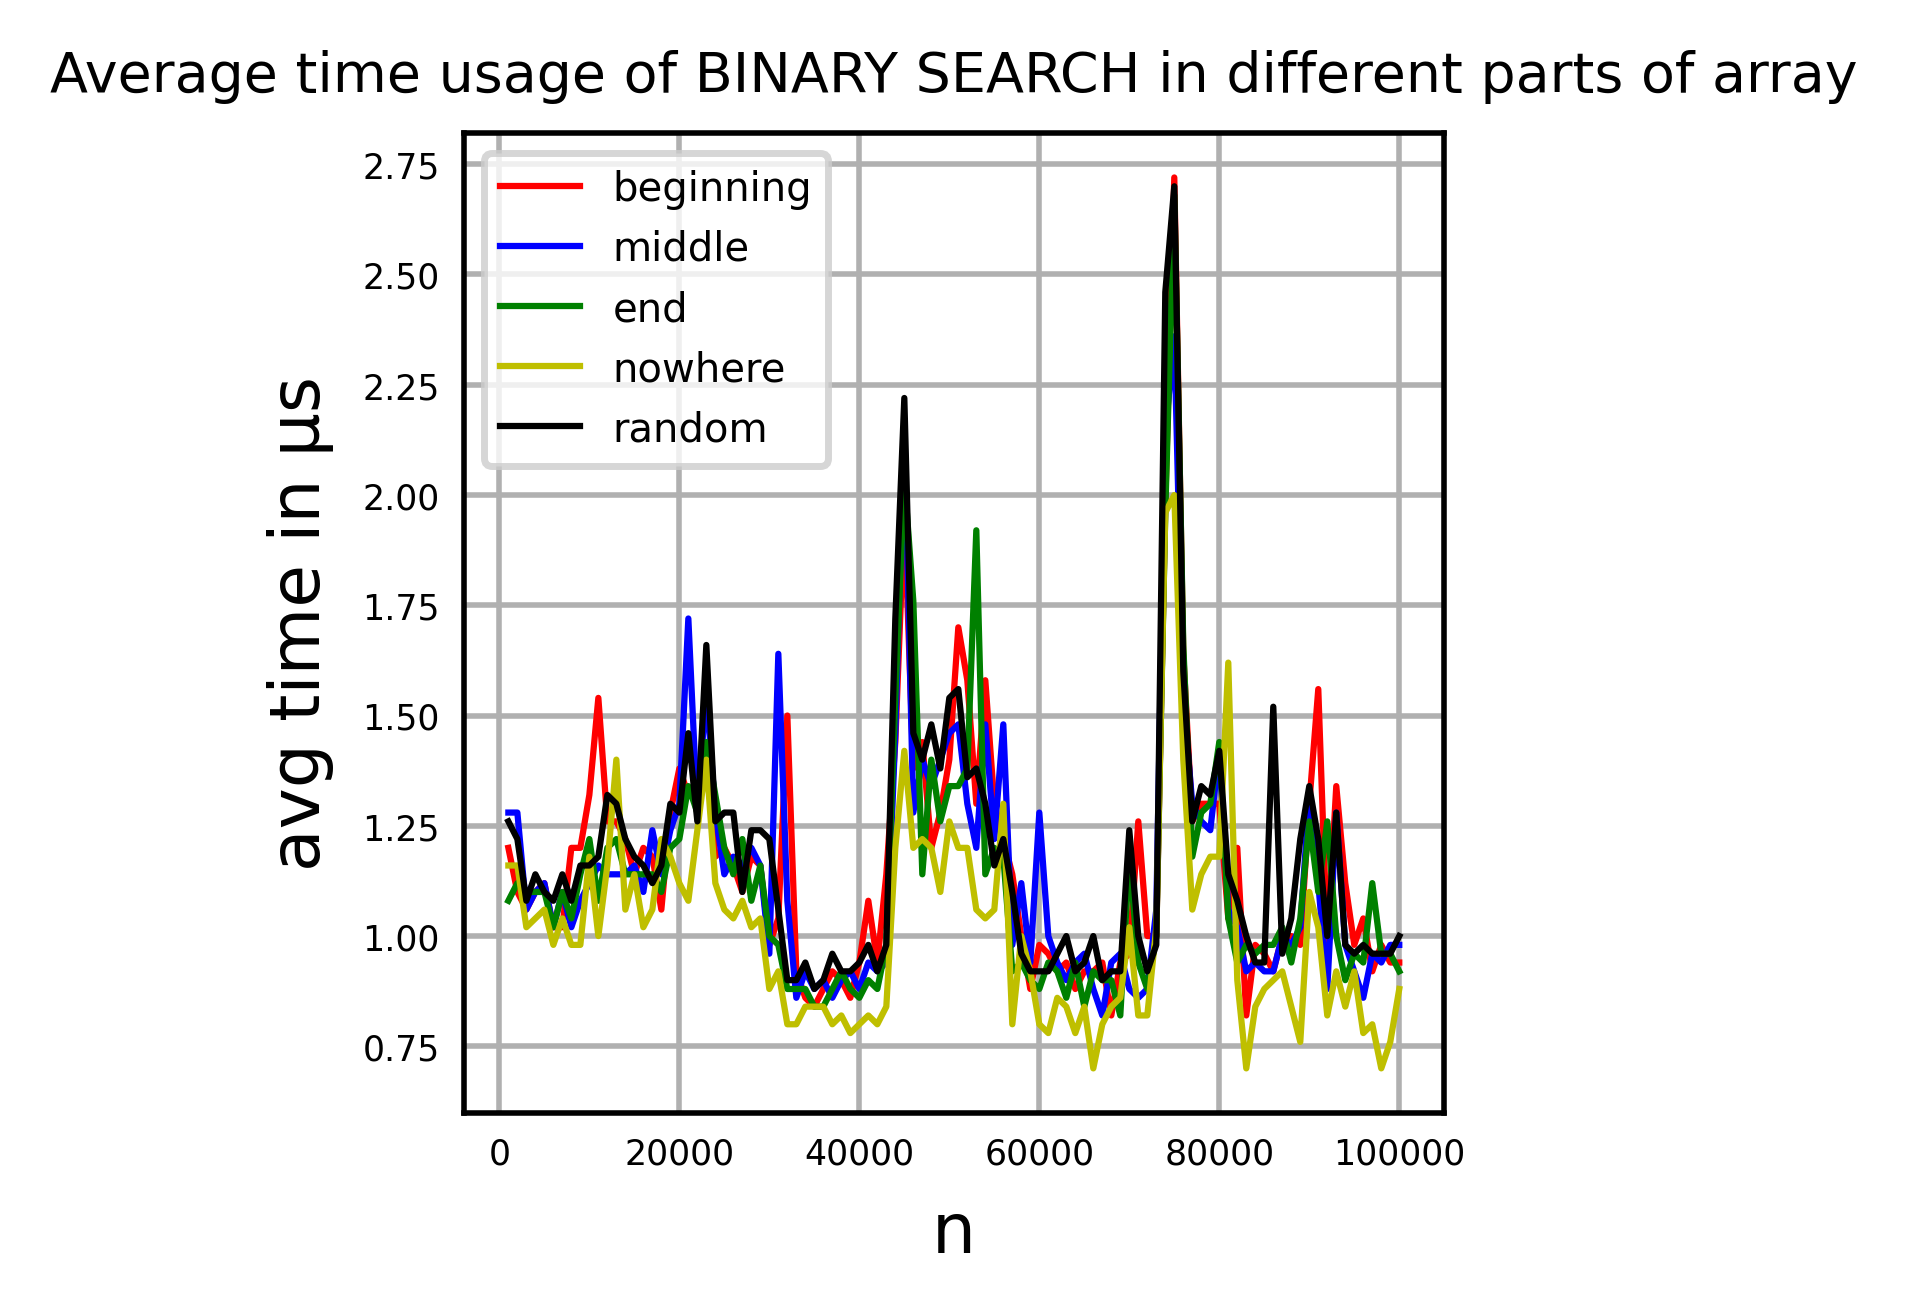 Average time usage of BINARY SEARCH in different parts of array
2.75
2.50
2.25
2.00
1.75
1.50
1.25
1.00
0.75
avg time in µs
beginning
middle
end
nowhere
random
0 20000 40000 60000 80000 100000
n